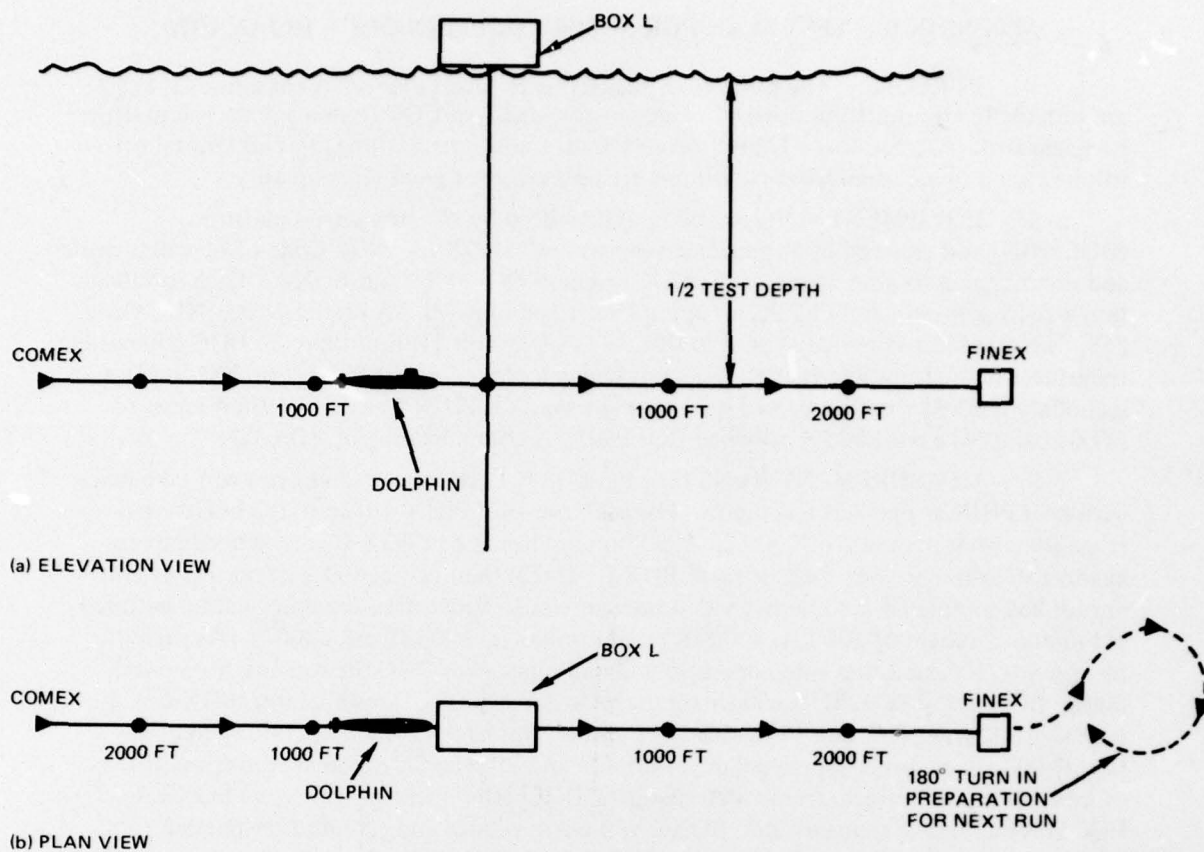 BOX L
1/2 TEST DEPTH
COMEX
FINEX
1000 FT
1000 FT
2000 FT
DOLPHIN
(a) ELEVATION VIEW
BOX L
COMEX
FINEX
2000 FT
1000 FT
1000 FT
2000 FT
DOLPHIN
180° TURN IN
PREPARATION
FOR NEXT RUN
(b) PLAN VIEW